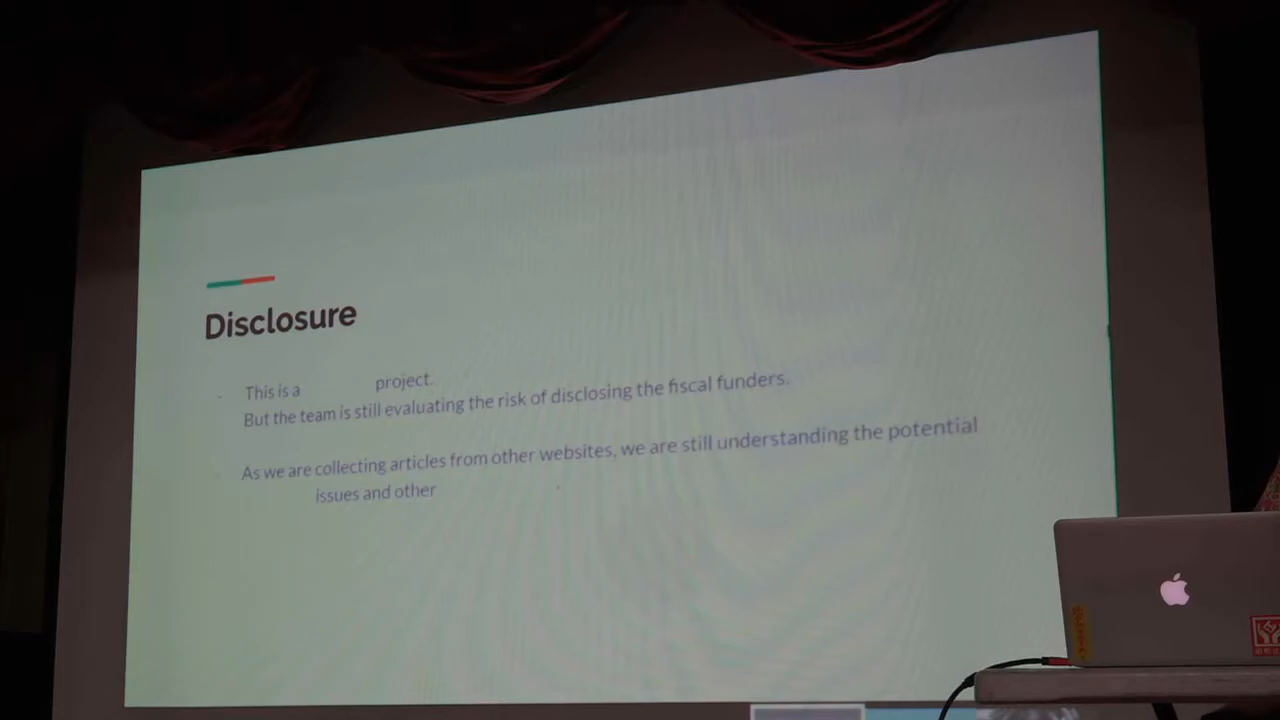 Disclosure
- This is a project.
But the team is still evaluating the risk of disclosing the fiscal funders.
As we are collecting articles from other websites, we are still understanding the potential
issues and other